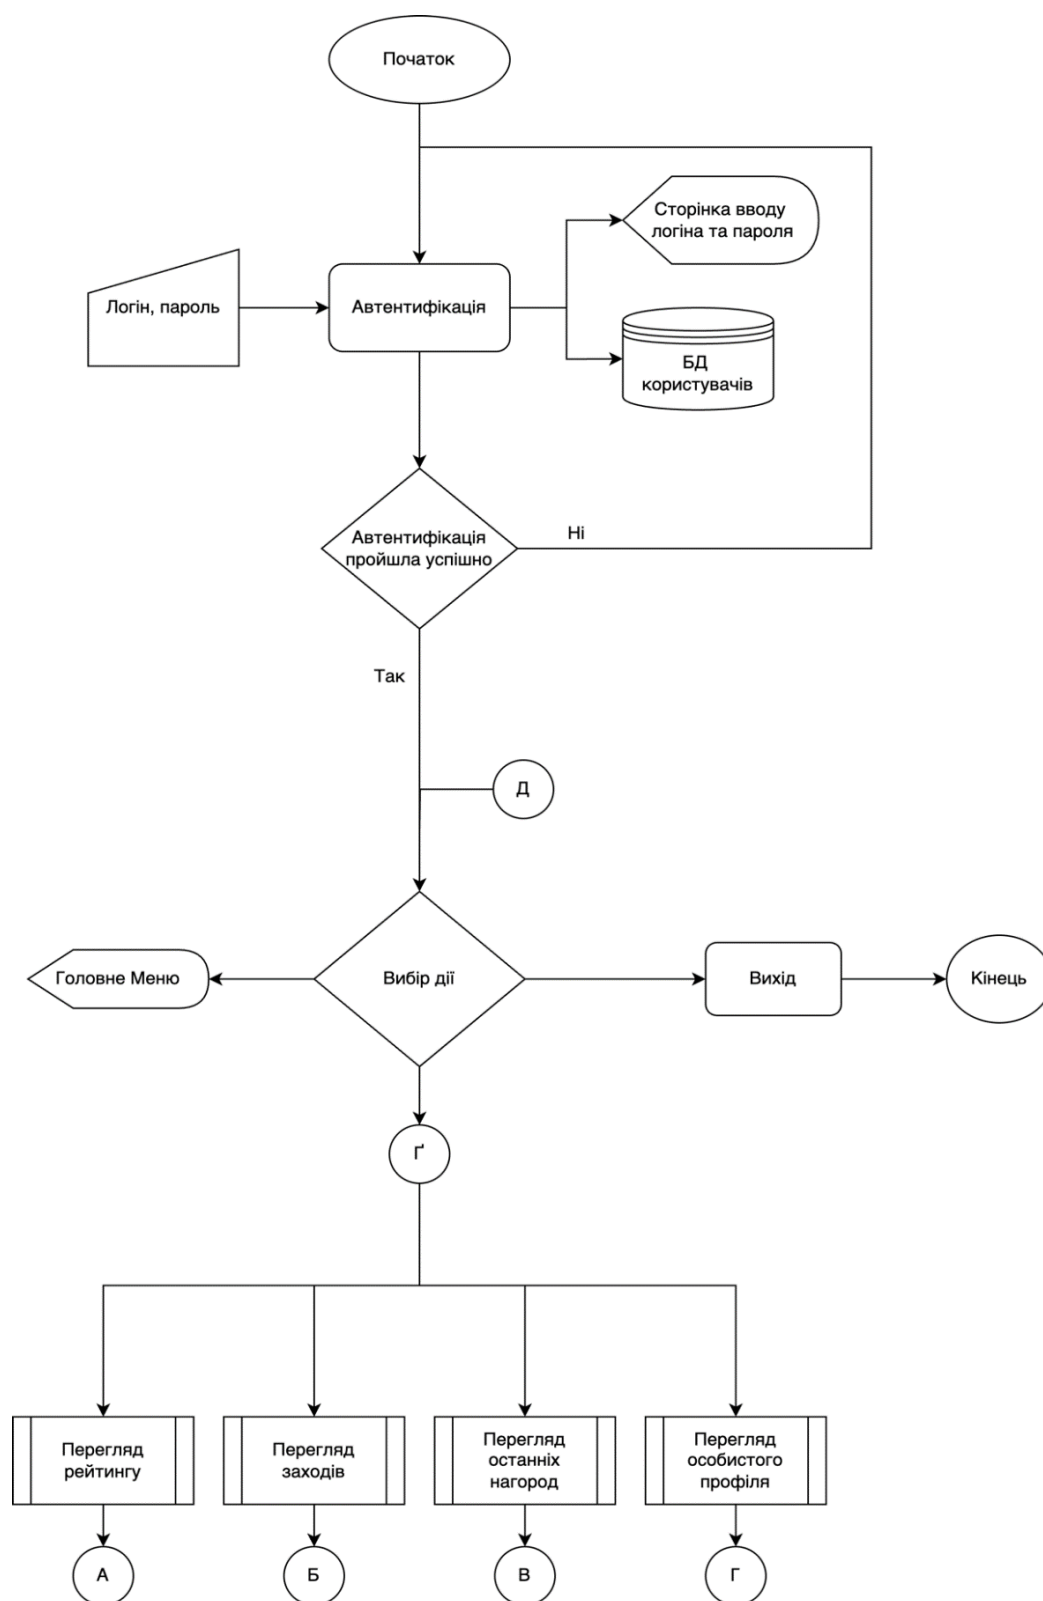 Початок
Сторінка вводу
логіна та пароля
Логін, пароль
Автентифікація
БД
користувачів
Автентифікація
пройшла успішно
Ні
Так
Д
Головне Меню
Вибір дії
Вихід
Кінець
Ґ
Перегляд
рейтингу
Перегляд
заходів
Перегляд
останніх
нагород
Перегляд
особистого
профіля
А
Б
В
Г